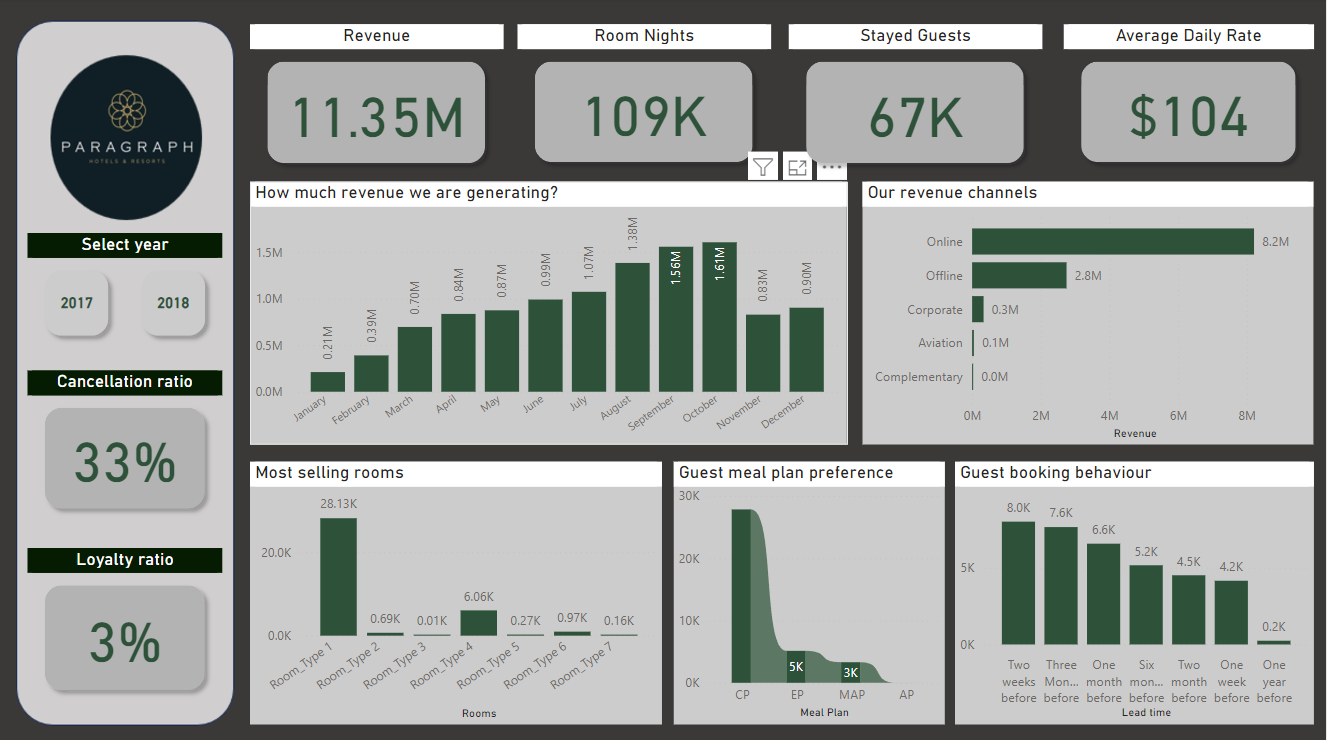 PARAGRAPH
HOTELS & RESORTS
Select year
2017 2018
Cancellation ratio
33%
Loyalty ratio
3%
Revenue
11.35M
Room Nights
109K
Stayed Guests
67K
Average Daily Rate
$104
How much revenue we are generating?
1.5M
1.0M
0.5M
0.0M
0.21M
0.39M
0.70M
0.84M
0.87M
0.99M
1.07M
1.38M
1.56M
1.61M
0.83M
0.90M
January
February
March
April
May
June
July
August
September
October
November
December
Our revenue channels
Online 8.2M
Offline 2.8M
Corporate 0.3M
Aviation 0.1M
Complementary 0.0M
0M 2M 4M 6M 8M
Revenue
Most selling rooms
20.0K
0.0K
28.13K
0.69K
0.01K
6.06K
0.27K
0.97K
0.16K
Room_Type 1
Room_Type 2
Room_Type 3
Room_Type 4
Room_Type 5
Room_Type 6
Room_Type 7
Rooms
Guest meal plan preference
30K
20K
10K
0K
5K
3K
CP EP MAP AP
Meal Plan
Guest booking behaviour
5K
0K
8.0K
7.6K
6.6K
5.2K
4.5K
4.2K
0.2K
Two
weeks
before
Three
Mon...
before
One
month
before
Six
mon...
before
Two
month
before
One
week
before
One
year
before
Lead time